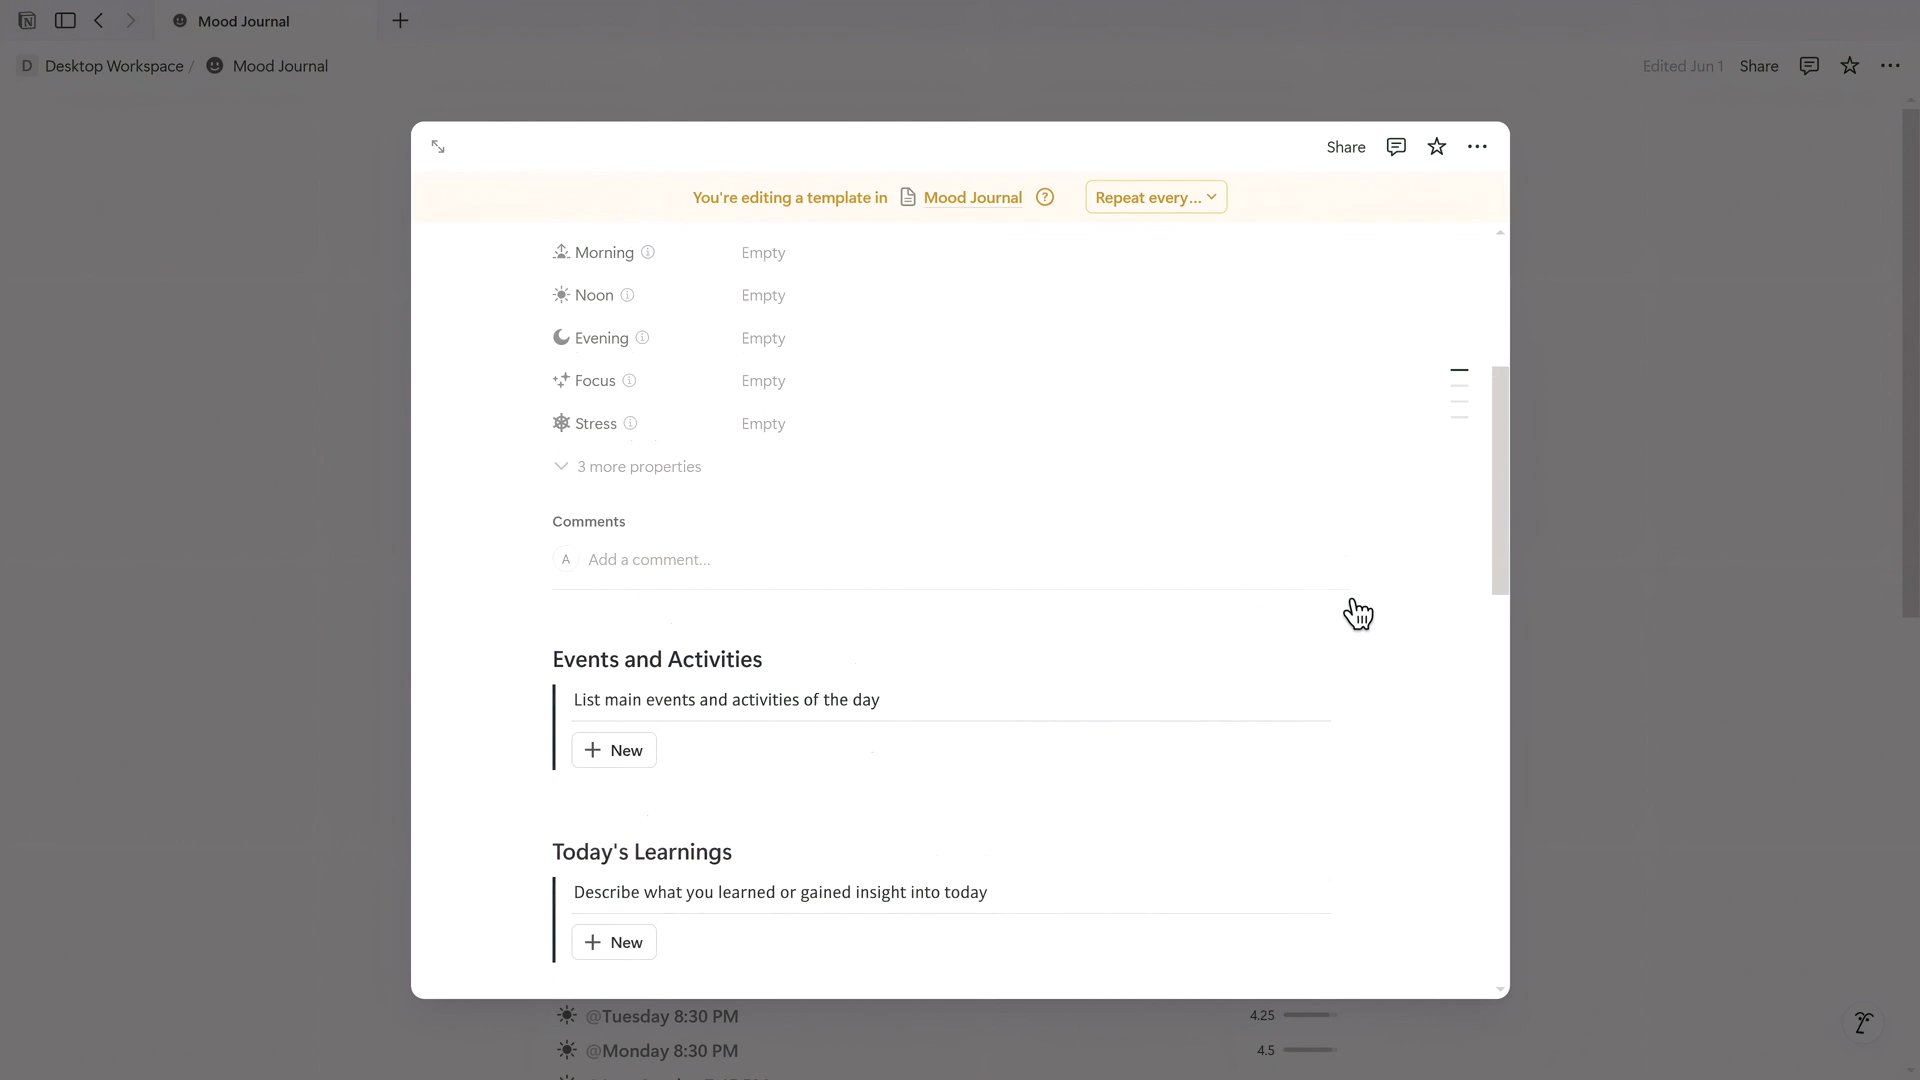 Mood Journal
D Desktop Workspace / Mood Journal
Edited Jun 1 Share
Share
You're editing a template in Mood Journal Repeat every...
Morning Empty
Noon Empty
Evening Empty
Focus Empty
Stress Empty
3 more properties
Comments
A Add a comment...
Events and Activities
List main events and activities of the day
+ New
Today's Learnings
Describe what you learned or gained insight into today
+ New
@Tuesday 8:30 PM 4.25
@Monday 8:30 PM 4.5